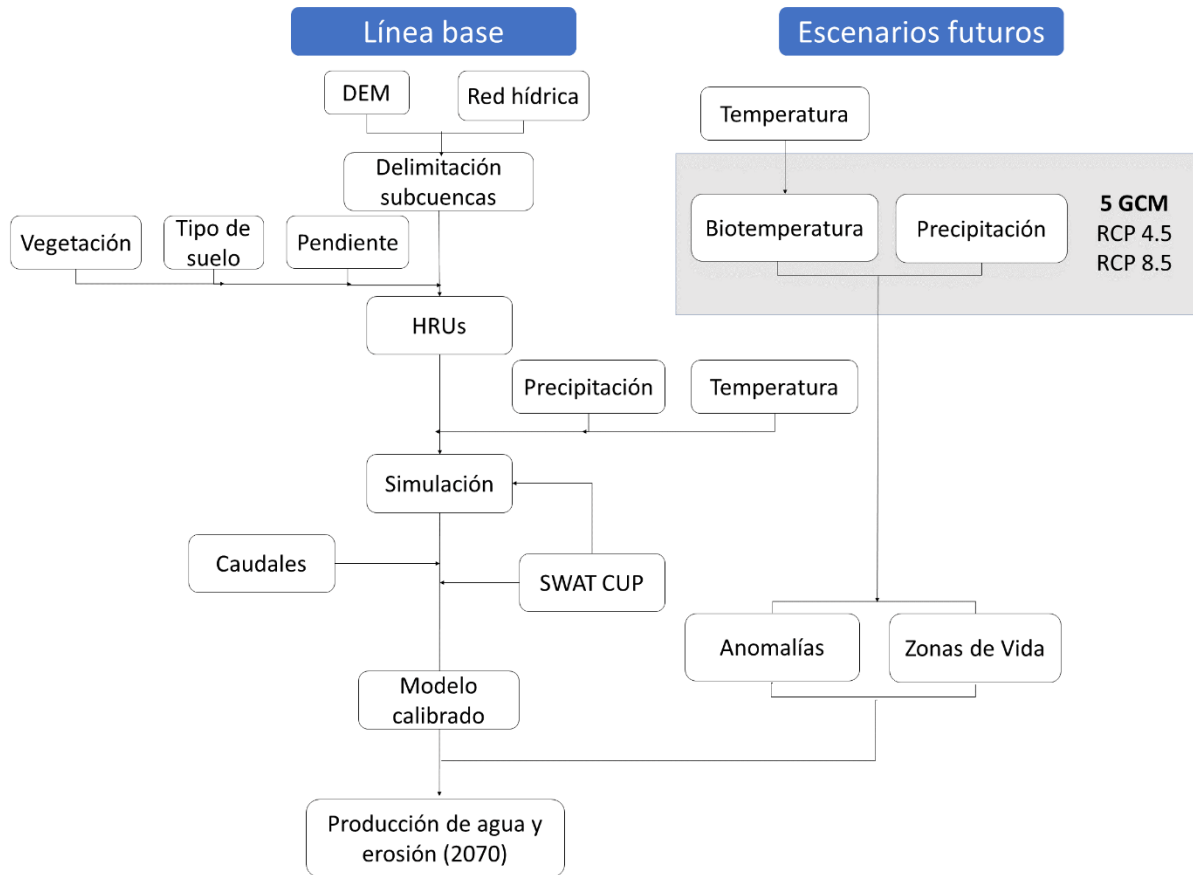 Línea base
Escenarios futuros
DEM
Red hídrica
Temperatura
Delimitación
subcuencas
Vegetación
Tipo de
suelo
Pendiente
Biotemperatura
Precipitación
5 GCM
RCP 4.5
RCP 8.5
HRUs
Precipitación
Temperatura
Simulación
Caudales
SWAT CUP
Anomalías
Zonas de Vida
Modelo
calibrado
Producción de agua y
erosión (2070)